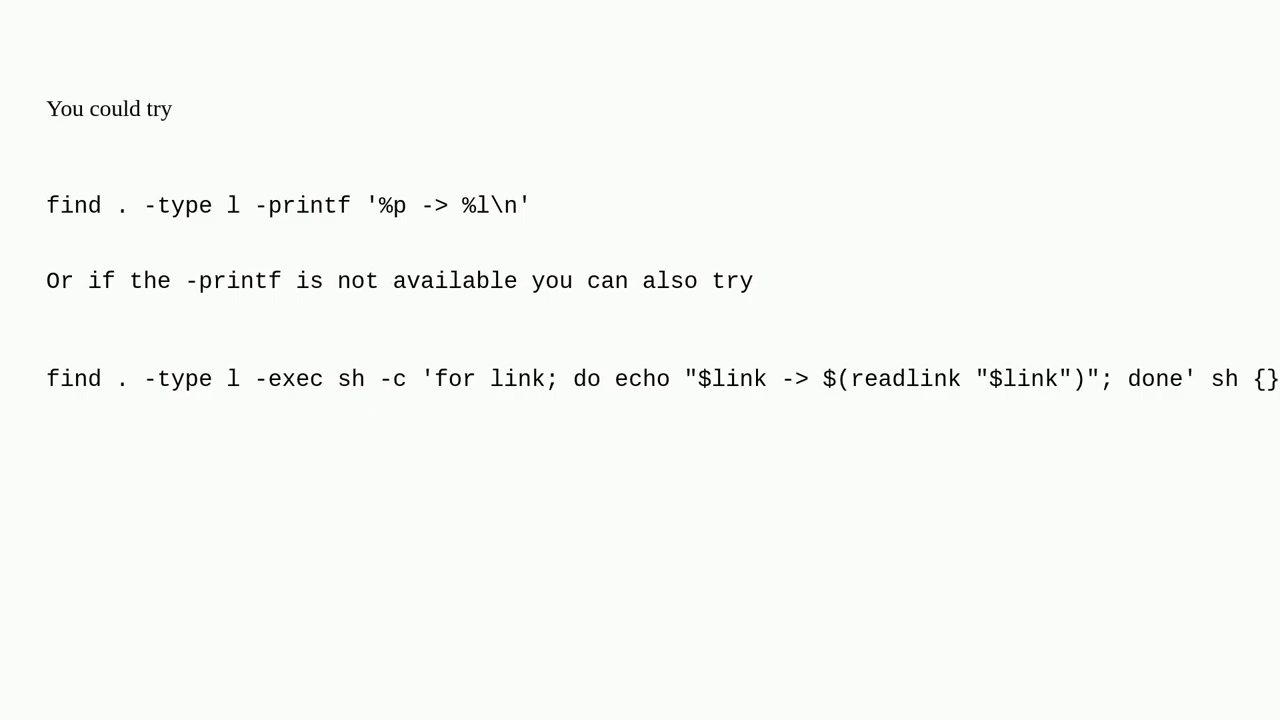 You could try
find . -type l -printf '%p -> %l\n'
Or if the -printf is not available you can also try
find . -type l -exec sh -c 'for link; do echo "$link -> $(readlink "$link")"; done' sh {}